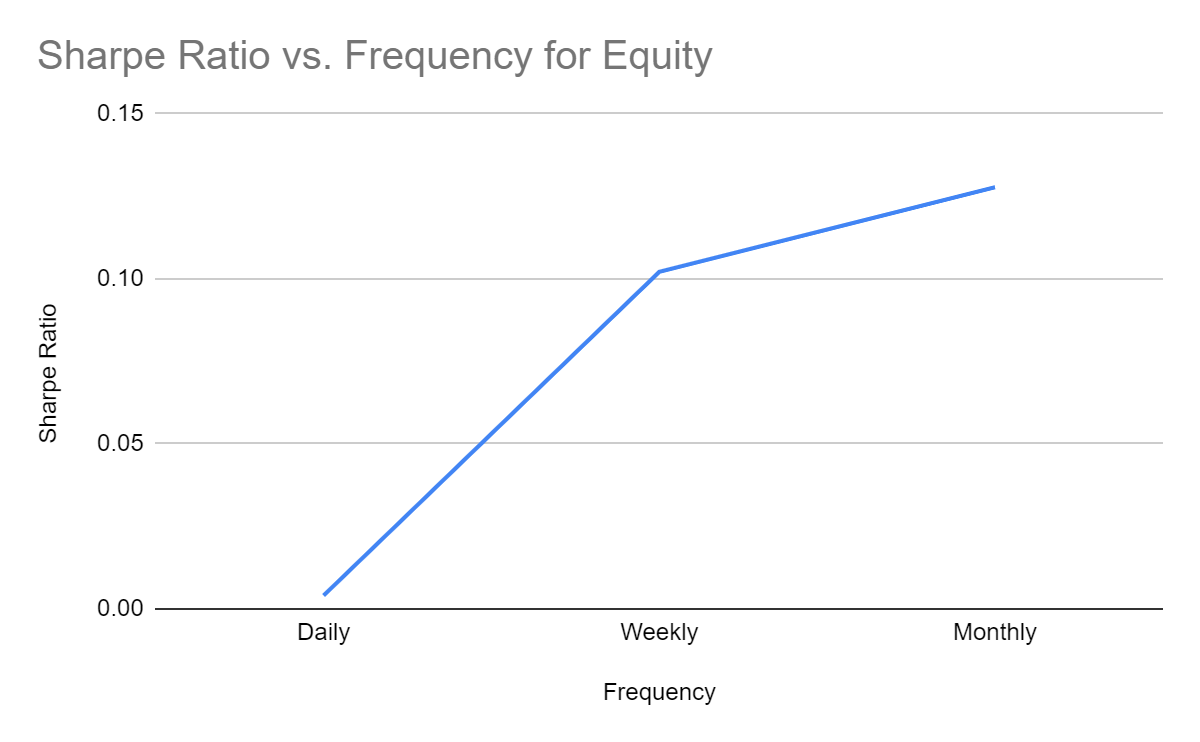 Sharpe Ratio vs. Frequency for Equity
0.15
0.10
0.05
0.00
Sharpe Ratio
Daily Weekly Monthly
Frequency